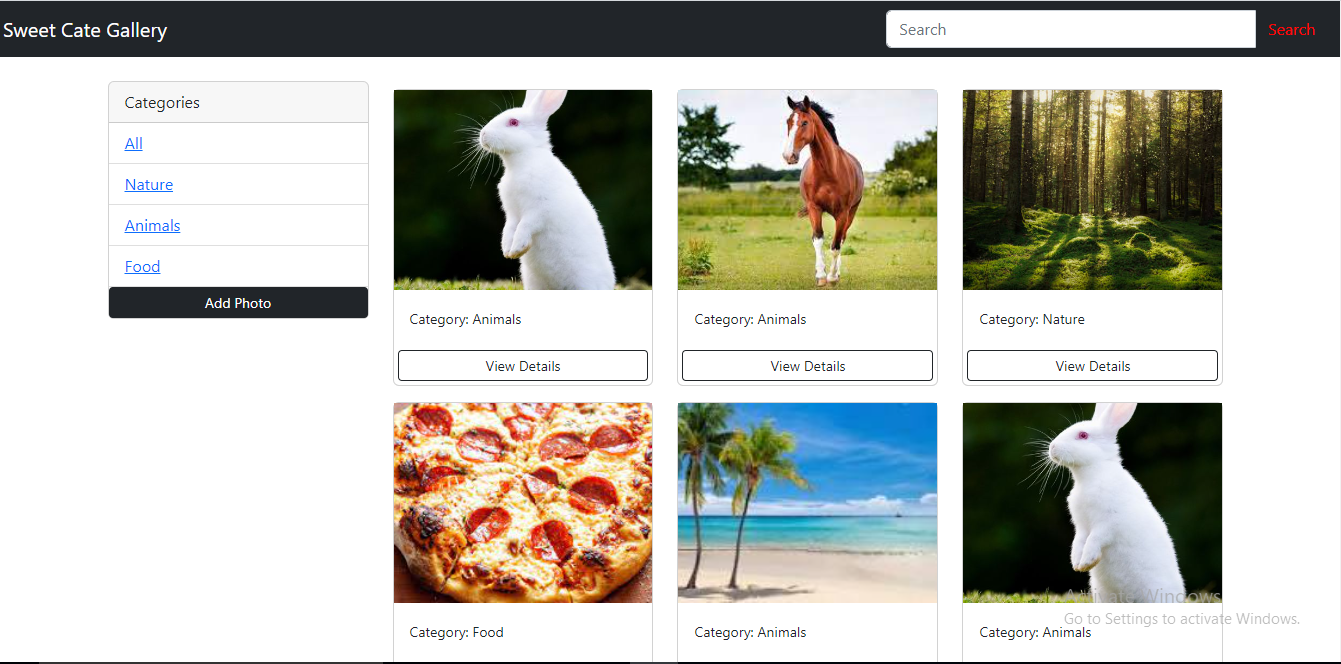 Sweet Cate Gallery
Search
Search
Categories
All
Nature
Animals
Food
Add Photo
Category: Animals
View Details
Category: Animals
View Details
Category: Nature
View Details
Category: Food
Category: Animals
Category: Animals
Activate Windows
Go to Settings to activate Windows.